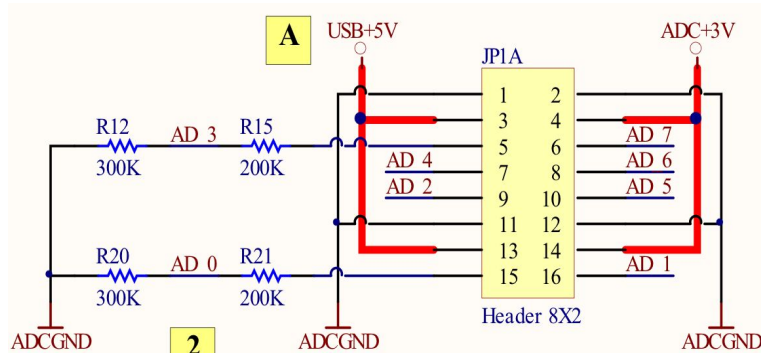 A
USB+5V
ADC+3V
JP1A
1 2
3 4
R12 AD 3 R15
5 6 AD 7
300K 200K
AD 4 7 8 AD 6
AD 2 9 10 AD 5
11 12
R20 AD 0 R21
13 14
15 16 AD 1
300K 200K
Header 8X2
ADCGND 2 ADCGND ADCGND